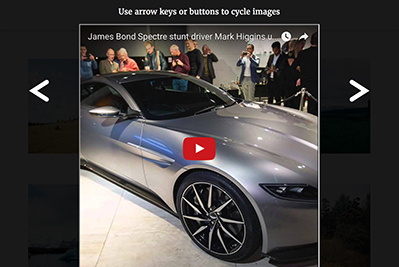 Use arrow keys or buttons to cycle images
James Bond Spectre stunt driver Mark Higgins u...